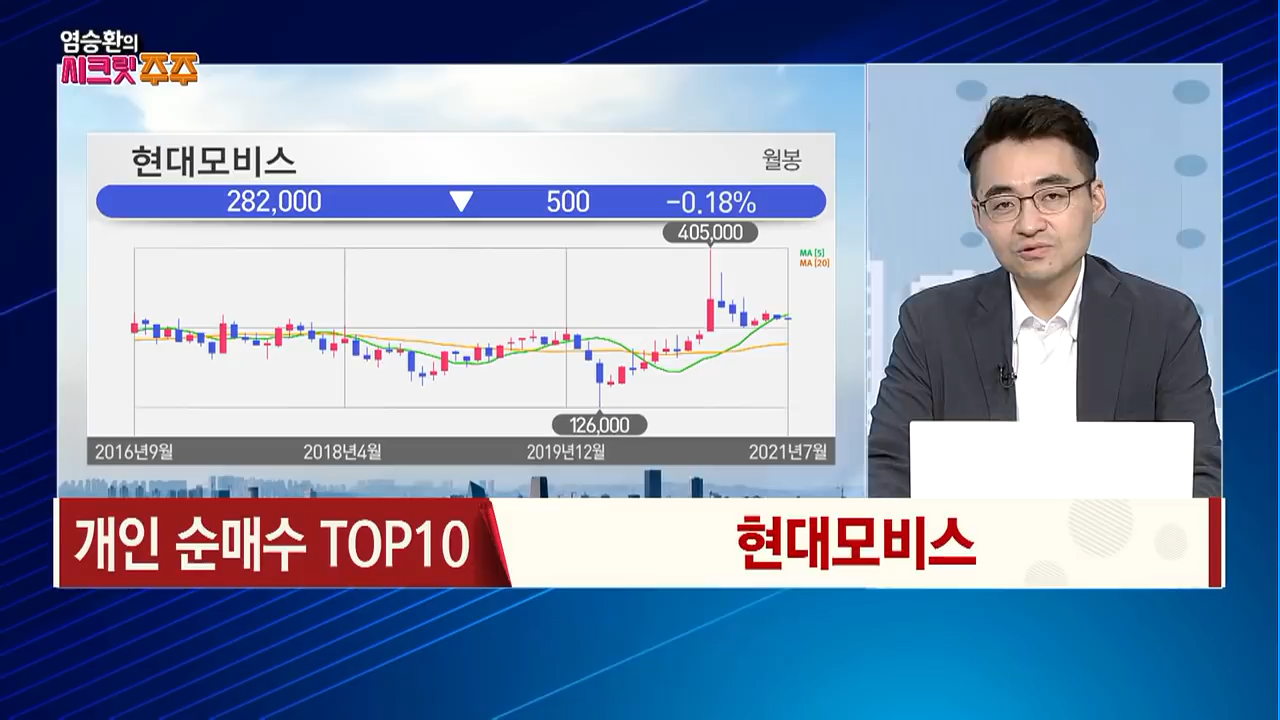 염승환의
시크릿 주주
현대모비스
월봉
282,000 ▼ 500 -0.18%
405,000
MA [5]
MA [20]
126,000
2016년9월 2018년4월 2019년12월 2021년7월
개인 순매수 TOP10
현대모비스